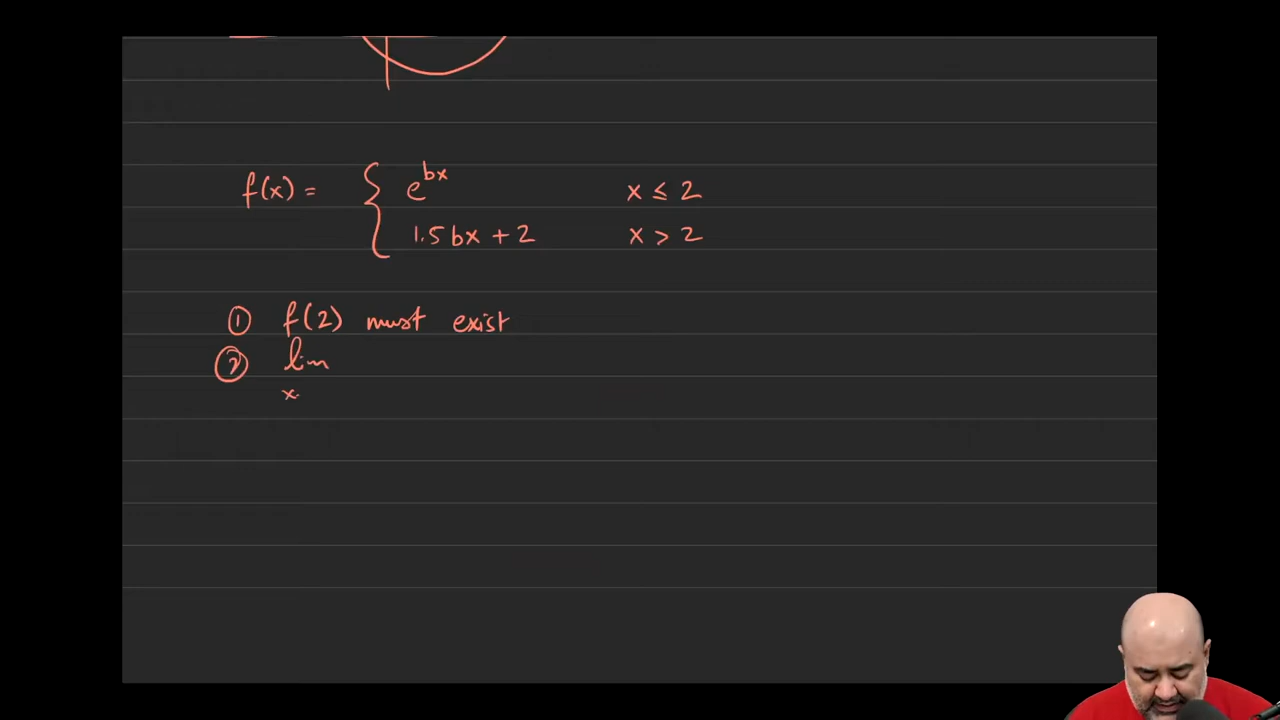 f(x) = { e^{bx} x ≤ 2
1.5bx + 2 x > 2
① f(2) must exist
② lim
x